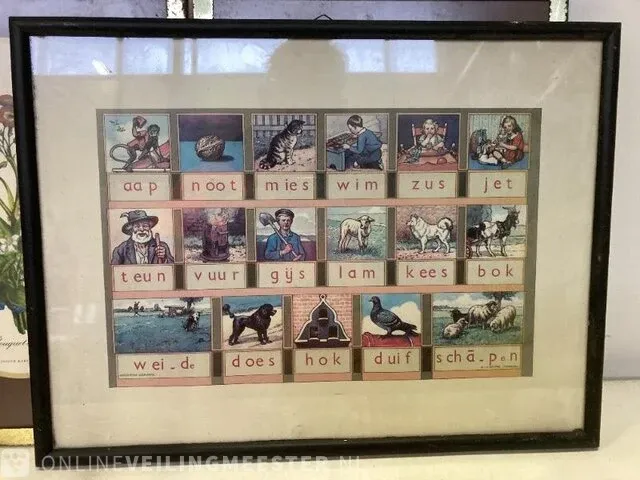 aap noot mies wim zus jet
teun vuur gijs lam kees bok
wei-de does hok duif schā-pen
ONLINEVEILINGMEESTER.NL